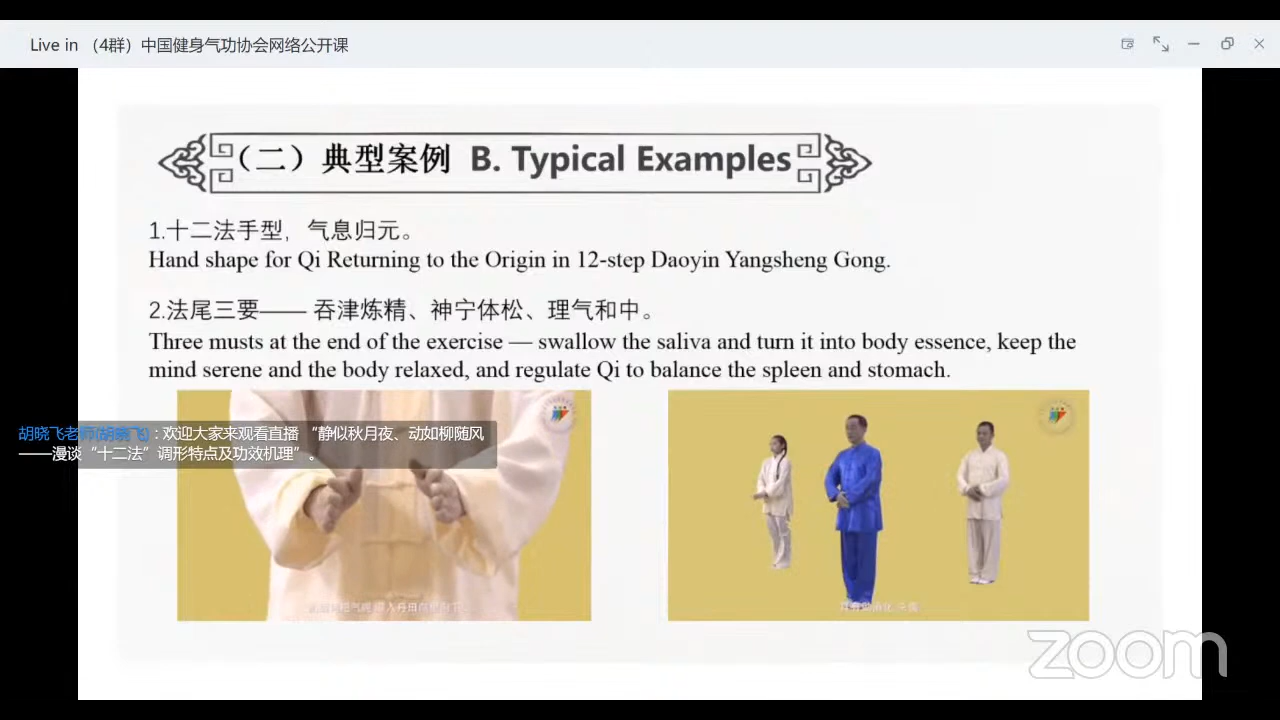 Live in （4群）中国健身气功协会网络公开课
（二）典型案例 B. Typical Examples
1.十二法手型，气息归元。
Hand shape for Qi Returning to the Origin in 12-step Daoyin Yangsheng Gong.
2.法尾三要—— 吞津炼精、神宁体松、理气和中。
Three musts at the end of the exercise — swallow the saliva and turn it into body essence, keep the
mind serene and the body relaxed, and regulate Qi to balance the spleen and stomach.
胡晓飞老师(胡晓飞)：欢迎大家来观看直播 “静似秋月夜、动如柳随风
——漫谈“十二法”调形特点及功效机理”。
zoom